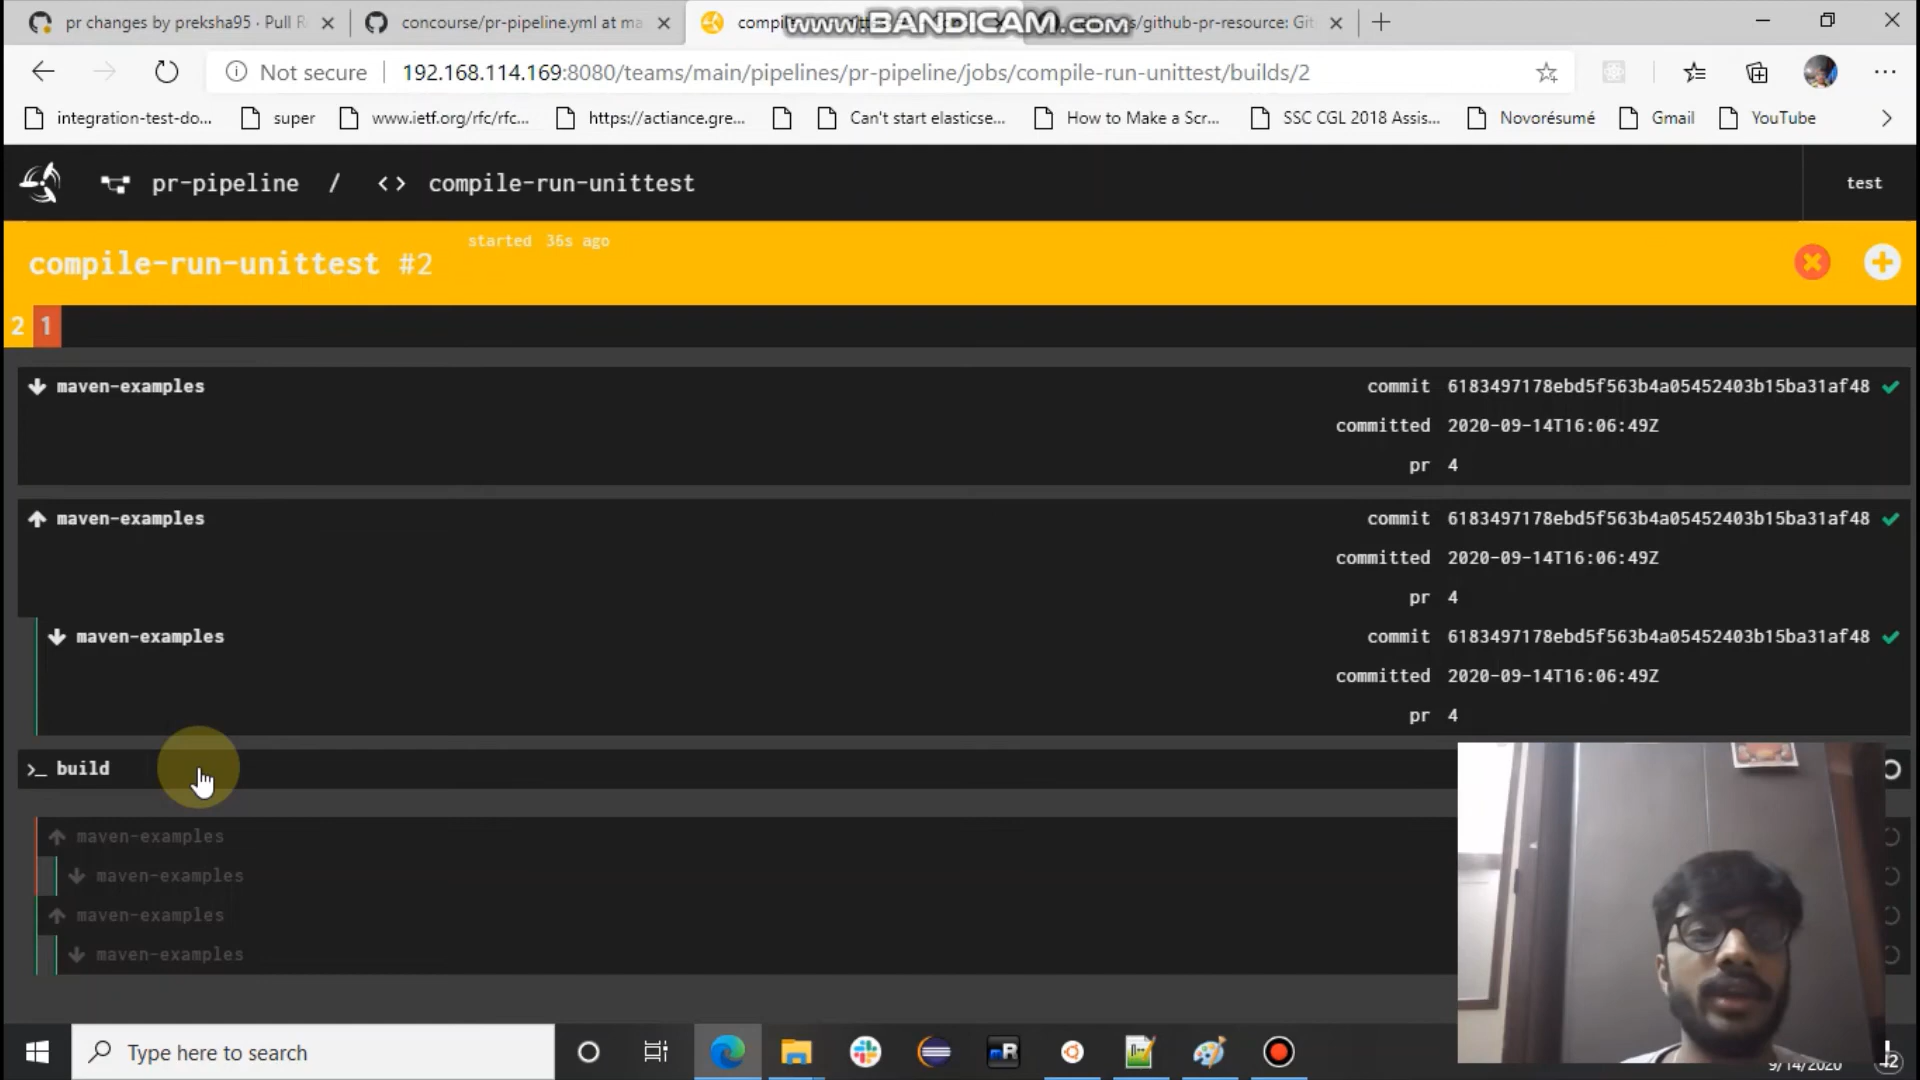 pr changes by preksha95 · Pull R
concourse/pr-pipeline.yml at ma
www.BANDICAM.com
/github-pr-resource: Git
Not secure
192.168.114.169:8080/teams/main/pipelines/pr-pipeline/jobs/compile-run-unittest/builds/2
integration-test-do...
super
www.ietf.org/rfc/rfc...
https://actiance.gre...
Can't start elasticse...
How to Make a Scr...
SSC CGL 2018 Assis...
Novorésumé
Gmail
YouTube
pr-pipeline / <> compile-run-unittest
test
started 36s ago
compile-run-unittest #2
2 1
maven-examples
commit 6183497178ebd5f563b4a05452403b15ba31af48
committed 2020-09-14T16:06:49Z
pr 4
maven-examples
commit 6183497178ebd5f563b4a05452403b15ba31af48
committed 2020-09-14T16:06:49Z
pr 4
maven-examples
commit 6183497178ebd5f563b4a05452403b15ba31af48
committed 2020-09-14T16:06:49Z
pr 4
>_ build
maven-examples
maven-examples
maven-examples
maven-examples
Type here to search
mR
9/14/2020